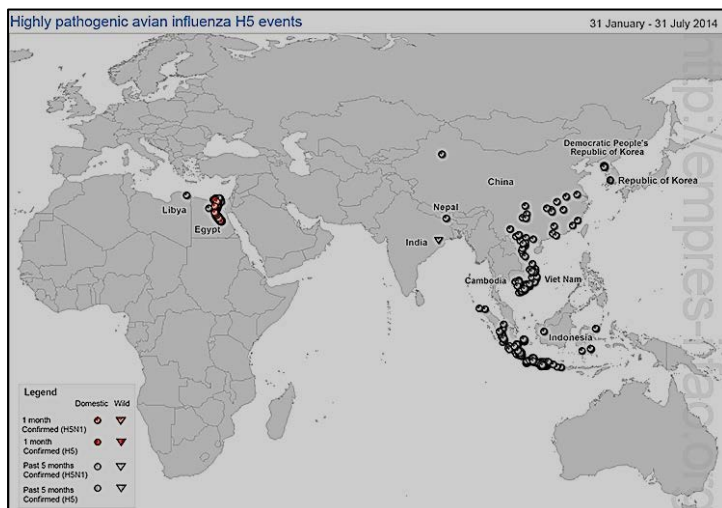 Highly pathogenic avian influenza H5 events
31 January - 31 July 2014
Democratic People's
Republic of Korea
China
Republic of Korea
Nepal
Libya
Egypt
India
Cambodia
Viet Nam
Indonesia
Legend
Domestic Wild
1 month
Confirmed (H5N1)
1 month
Confirmed (H5)
Past 5 months
Confirmed (H5N1)
Past 5 months
Confirmed (H5)